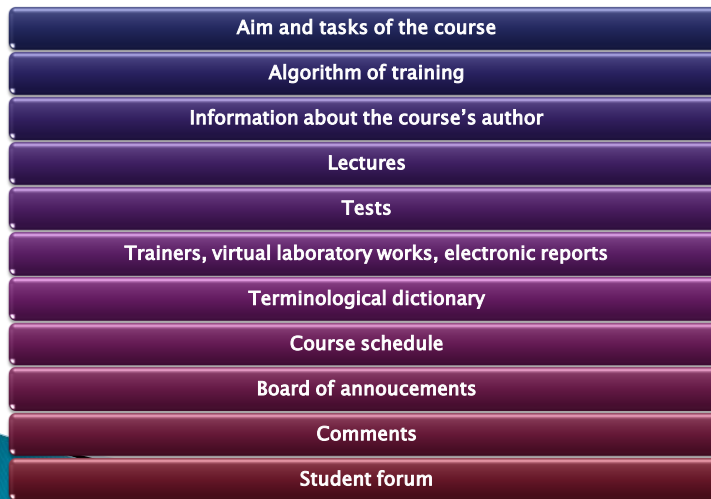 Aim and tasks of the course
Algorithm of training
Information about the course's author
Lectures
Tests
Trainers, virtual laboratory works, electronic reports
Terminological dictionary
Course schedule
Board of annoucements
Comments
Student forum